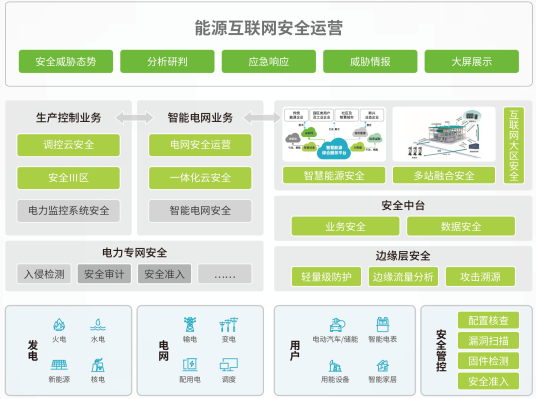 能源互联网安全运营
安全威胁态势
分析研判
应急响应
威胁情报
大屏展示
生产控制业务
智能电网业务
调控云安全
电网安全运营
安全III区
一体化云安全
电力监控系统安全
智能电网安全
智慧能源安全
多站融合安全
互联网大区安全
安全中台
业务安全
数据安全
电力专网安全
入侵检测
安全审计
安全准入
……
边缘层安全
轻量级防护
边缘流量分析
攻击溯源
发电
火电
水电
新能源
核电
电网
输电
变电
配用电
调度
用户
电动汽车/储能
智能电表
用能设备
智能家居
安全管控
配置核查
漏洞扫描
固件检测
安全准入